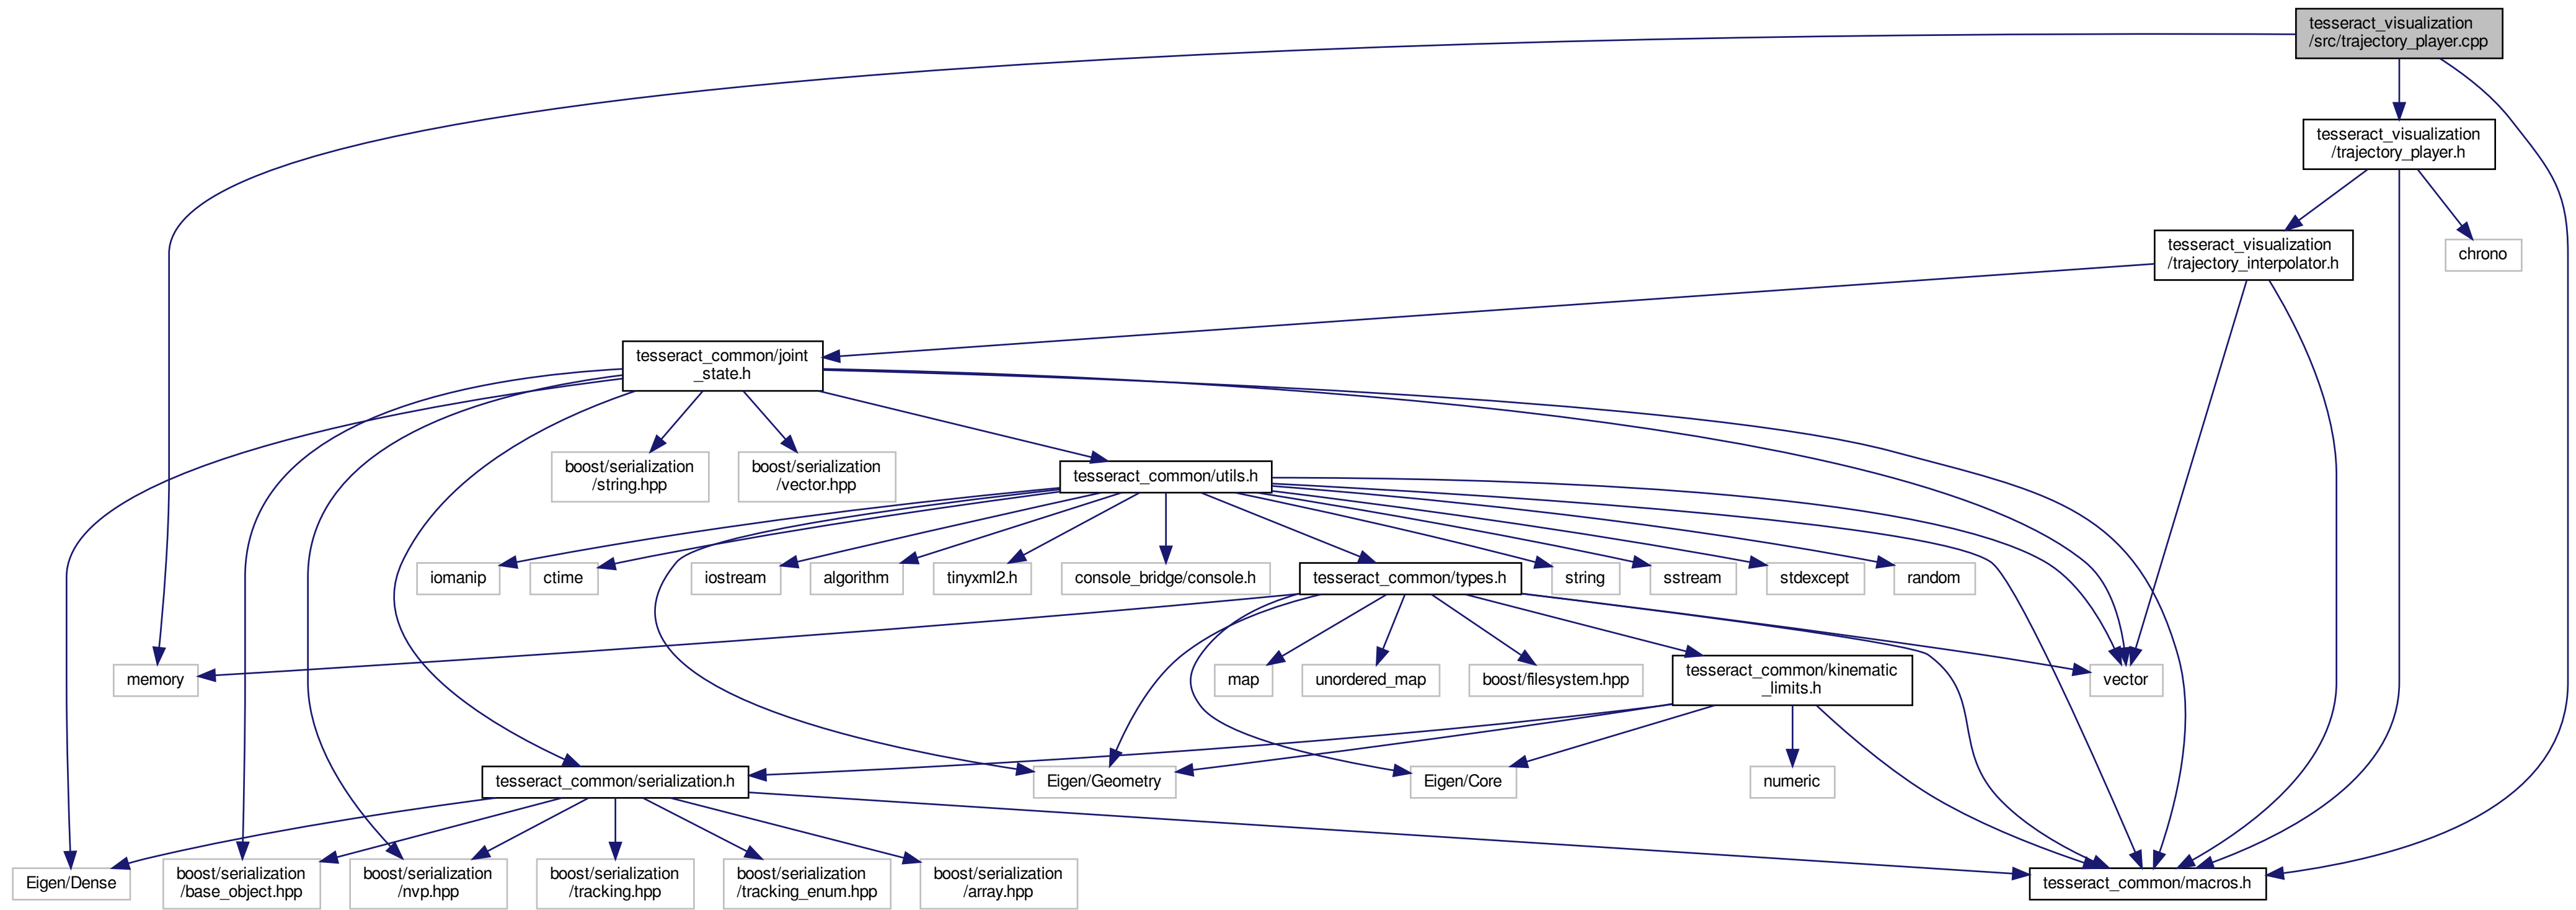 tesseract_visualization
/src/trajectory_player.cpp
tesseract_visualization
/trajectory_player.h
tesseract_visualization
/trajectory_interpolator.h
chrono
tesseract_common/joint
_state.h
boost/serialization
/string.hpp
boost/serialization
/vector.hpp
tesseract_common/utils.h
iomanip
ctime
iostream
algorithm
tinyxml2.h
console_bridge/console.h
tesseract_common/types.h
string
sstream
stdexcept
random
memory
map
unordered_map
boost/filesystem.hpp
tesseract_common/kinematic
_limits.h
vector
tesseract_common/serialization.h
Eigen/Geometry
Eigen/Core
numeric
Eigen/Dense
boost/serialization
/base_object.hpp
boost/serialization
/nvp.hpp
boost/serialization
/tracking.hpp
boost/serialization
/tracking_enum.hpp
boost/serialization
/array.hpp
tesseract_common/macros.h